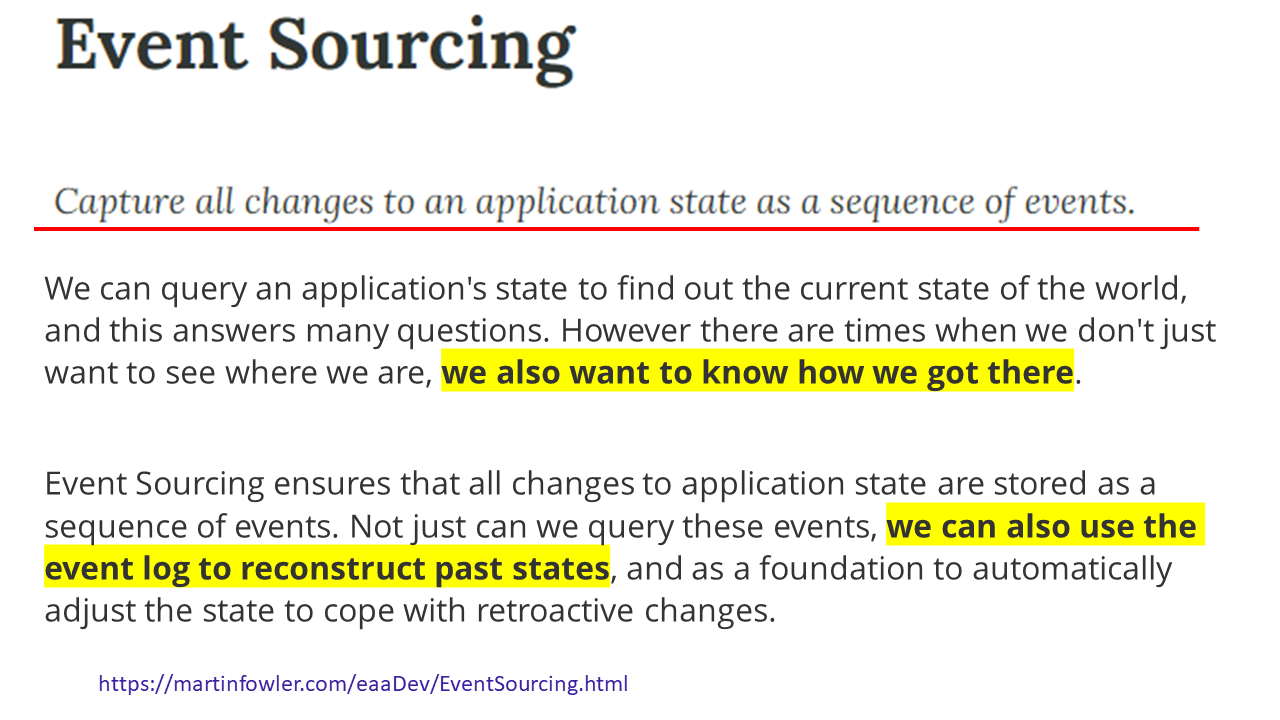 Event Sourcing
Capture all changes to an application state as a sequence of events.
We can query an application's state to find out the current state of the world,
and this answers many questions. However there are times when we don't just
want to see where we are, we also want to know how we got there.
Event Sourcing ensures that all changes to application state are stored as a
sequence of events. Not just can we query these events, we can also use the
event log to reconstruct past states, and as a foundation to automatically
adjust the state to cope with retroactive changes.
https://martinfowler.com/eaaDev/EventSourcing.html